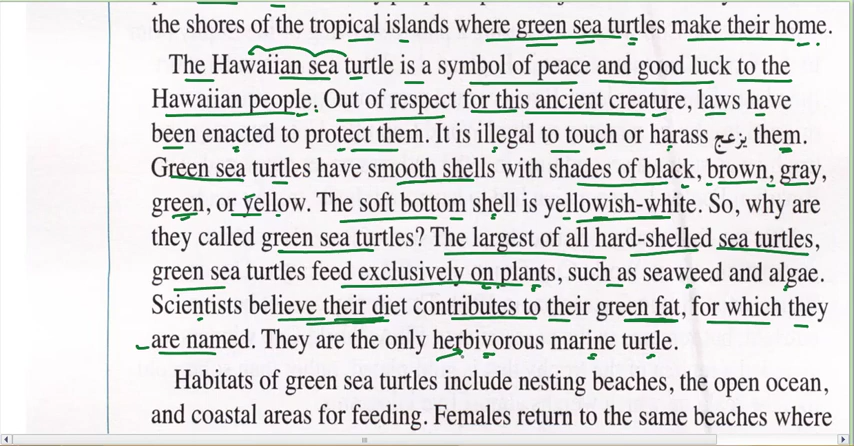 the shores of the tropical islands where green sea turtles make their home.
The Hawaiian sea turtle is a symbol of peace and good luck to the
Hawaiian people. Out of respect for this ancient creature, laws have
been enacted to protect them. It is illegal to touch or harass يزعج them.
Green sea turtles have smooth shells with shades of black, brown, gray,
green, or yellow. The soft bottom shell is yellowish-white. So, why are
they called green sea turtles? The largest of all hard-shelled sea turtles,
green sea turtles feed exclusively on plants, such as seaweed and algae.
Scientists believe their diet contributes to their green fat, for which they
are named. They are the only herbivorous marine turtle.
Habitats of green sea turtles include nesting beaches, the open ocean,
and coastal areas for feeding. Females return to the same beaches where